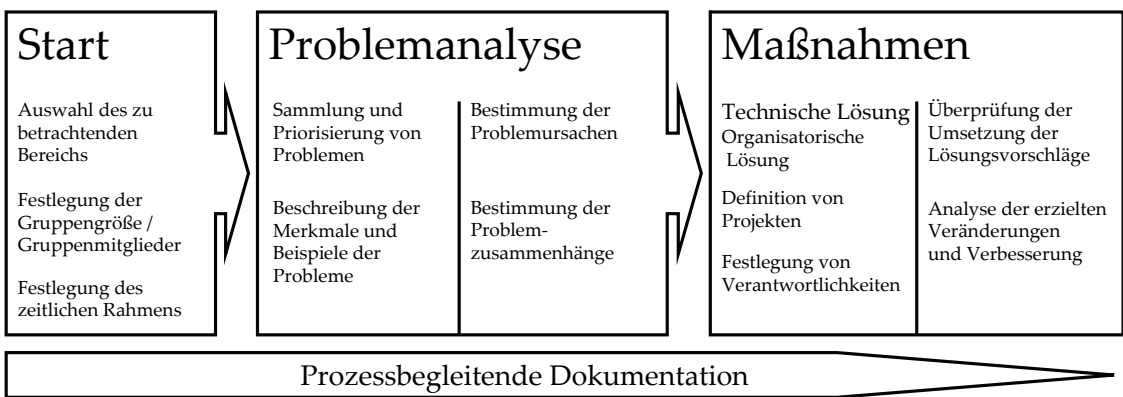 Start
Auswahl des zu
betrachtenden
Bereichs
Festlegung der
Gruppengröße /
Gruppenmitglieder
Festlegung des
zeitlichen Rahmens
Problemanalyse
Sammlung und
Priorisierung von
Problemen
Beschreibung der
Merkmale und
Beispiele der
Probleme
Bestimmung der
Problemursachen
Bestimmung der
Problem-
zusammenhänge
Maßnahmen
Technische Lösung
Organisatorische
Lösung
Definition von
Projekten
Festlegung von
Verantwortlichkeiten
Überprüfung der
Umsetzung der
Lösungsvorschläge
Analyse der erzielten
Veränderungen
und Verbesserung
Prozessbegleitende Dokumentation